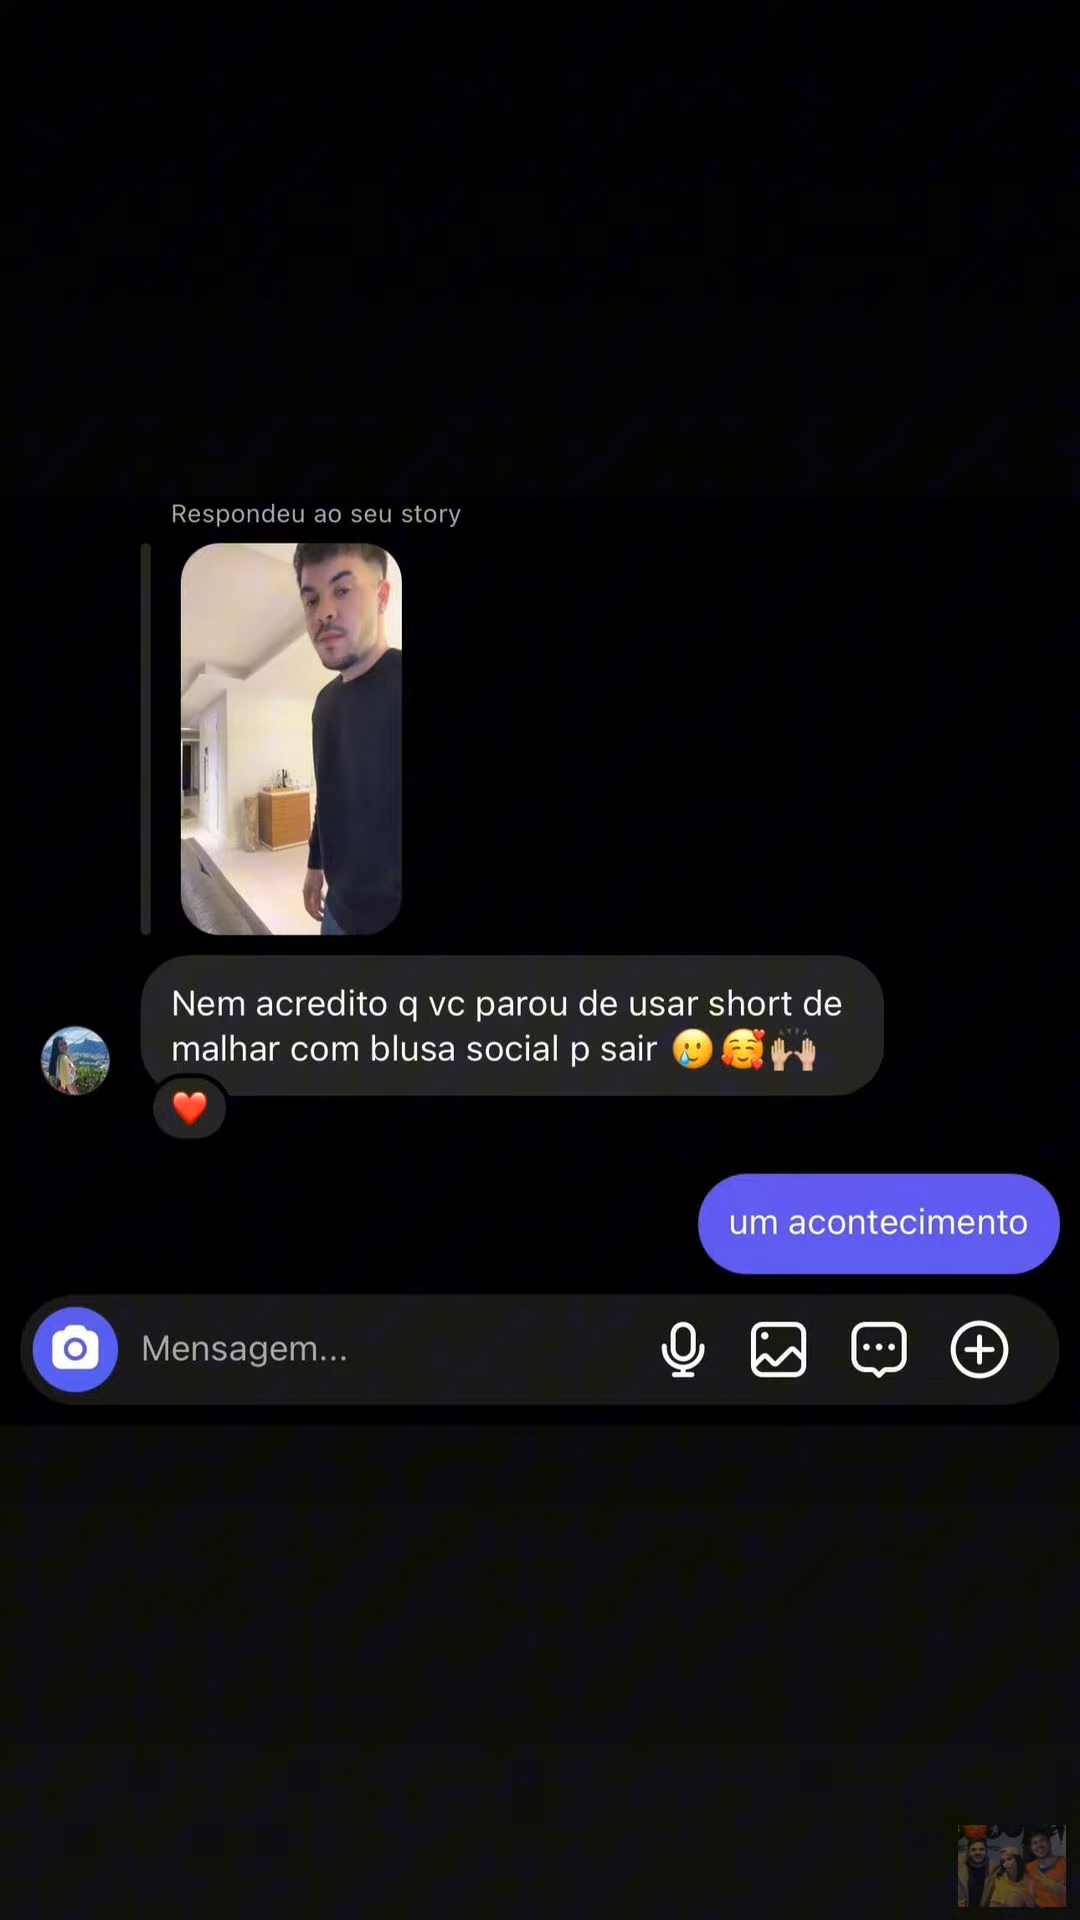 Respondeu ao seu story
Nem acredito q vc parou de usar short de
malhar com blusa social p sair 🥲🥰🙌🏼
❤️
um acontecimento
Mensagem...